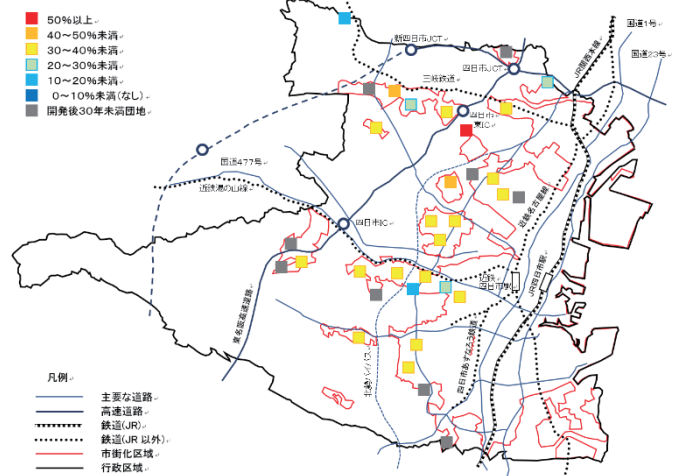 50%以上
40~50%未満
30~40%未満
20~30%未満
10~20%未満
0~10%未満(なし)
開発後30年未満団地
新四日市JCT
四日市JCT
JR関西本線
国道1号
国道23号
三岐鉄道
四日市
東IC
国道477号
近鉄湯の山線
四日市IC
近鉄名古屋線
近鉄
四日市駅
JR四日市駅
東名阪高速道路
北勢バイパス
四日市あすなろう鉄道
凡例
主要な道路
高速道路
鉄道(JR)
鉄道(JR 以外)
市街化区域
行政区域